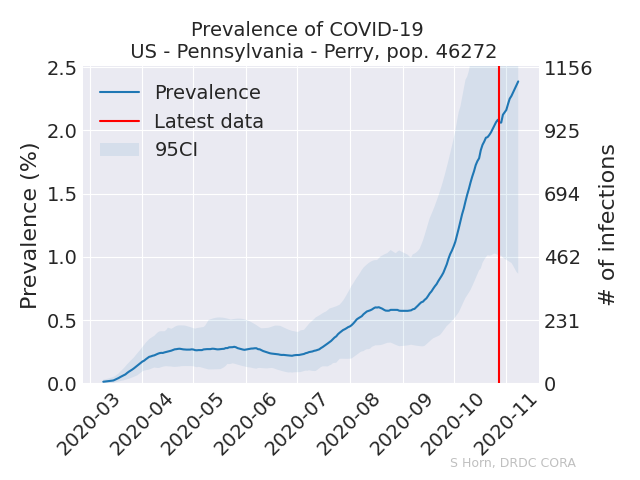 Prevalence of COVID-19
US - Pennsylvania - Perry, pop. 46272
Prevalence
Latest data
95CI
Prevalence (%)
2.5
2.0
1.5
1.0
0.5
0.0
1156
925
694
462
231
0
# of infections
2020-03
2020-04
2020-05
2020-06
2020-07
2020-08
2020-09
2020-10
2020-11
S Horn, DRDC CORA